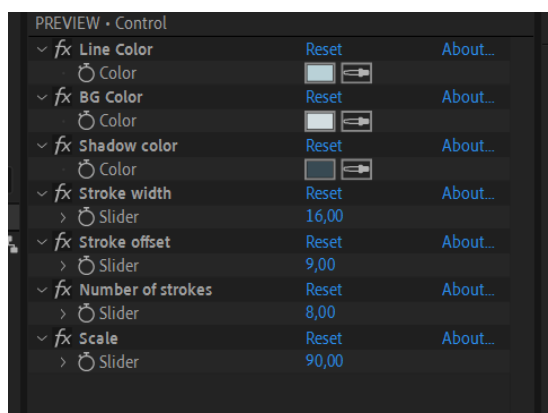 PREVIEW • Control
fx Line Color Reset About...
Color
fx BG Color Reset About...
Color
fx Shadow color Reset About...
Color
fx Stroke width Reset About...
Slider 16,00
fx Stroke offset Reset About...
Slider 9,00
fx Number of strokes Reset About...
Slider 8,00
fx Scale Reset About...
Slider 90,00